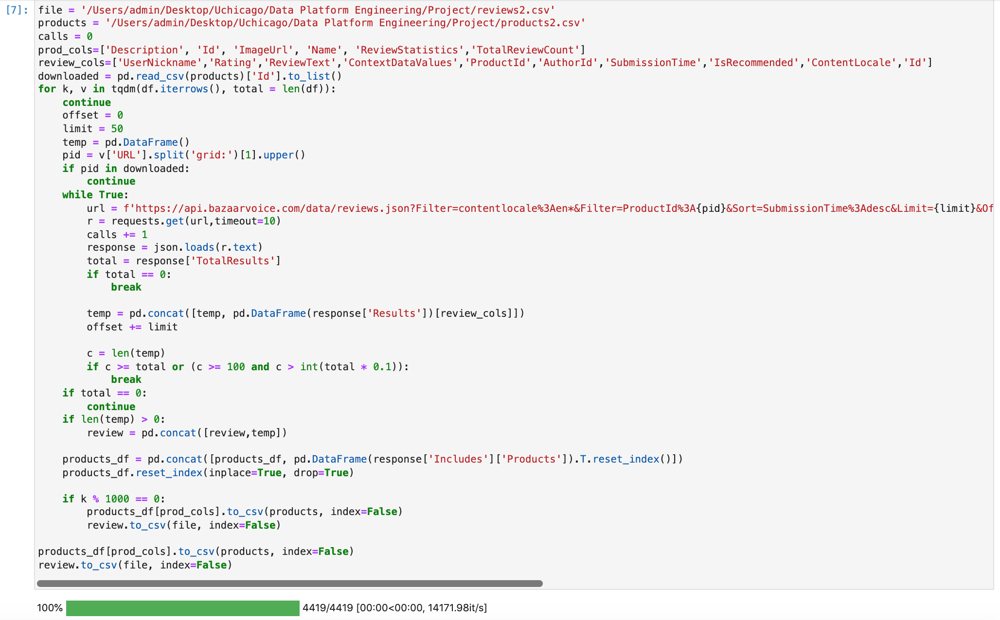 [7]: file = '/Users/admin/Desktop/Uchicago/Data Platform Engineering/Project/reviews2.csv'
products = '/Users/admin/Desktop/Uchicago/Data Platform Engineering/Project/products2.csv'
calls = 0
prod_cols=['Description', 'Id', 'ImageUrl', 'Name', 'ReviewStatistics','TotalReviewCount']
review_cols=['UserNickname','Rating','ReviewText','ContextDataValues','ProductId','AuthorId','SubmissionTime','IsRecommended','ContentLocale','Id']
downloaded = pd.read_csv(products)['Id'].to_list()
for k, v in tqdm(df.iterrows(), total = len(df)):
    continue
    offset = 0
    limit = 50
    temp = pd.DataFrame()
    pid = v['URL'].split('grid:')[1].upper()
    if pid in downloaded:
        continue
    while True:
        url = f'https://api.bazaarvoice.com/data/reviews.json?Filter=contentlocale%3Aen*&Filter=ProductId%3A{pid}&Sort=SubmissionTime%3Adesc&Limit={limit}&Of
        r = requests.get(url,timeout=10)
        calls += 1
        response = json.loads(r.text)
        total = response['TotalResults']
        if total == 0:
            break

        temp = pd.concat([temp, pd.DataFrame(response['Results'])[review_cols]])
        offset += limit

        c = len(temp)
        if c >= total or (c >= 100 and c > int(total * 0.1)):
            break
    if total == 0:
        continue
    if len(temp) > 0:
        review = pd.concat([review,temp])

    products_df = pd.concat([products_df, pd.DataFrame(response['Includes']['Products']).T.reset_index()])
    products_df.reset_index(inplace=True, drop=True)

    if k % 1000 == 0:
        products_df[prod_cols].to_csv(products, index=False)
        review.to_csv(file, index=False)

products_df[prod_cols].to_csv(products, index=False)
review.to_csv(file, index=False)
100% 4419/4419 [00:00<00:00, 14171.98it/s]